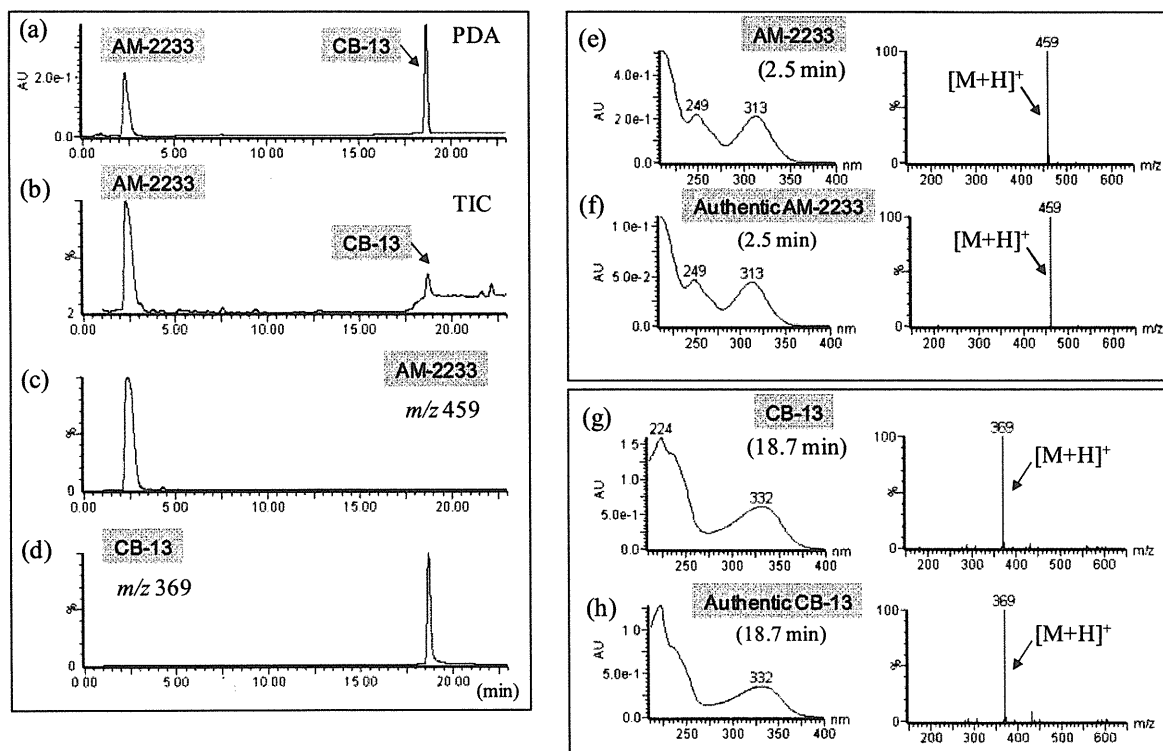 (a)
AM-2233
CB-13
PDA
AU
2.0e-1
0.0
0.00 5.00 10.00 15.00 20.00
(b)
AM-2233
TIC
CB-13
%
2
0.00 5.00 10.00 15.00 20.00
(c)
AM-2233
m/z 459
%
0
0.00 5.00 10.00 15.00 20.00
(d)
CB-13
m/z 369
%
0
0.00 5.00 10.00 15.00 20.00 (min)
(e)
AM-2233
(2.5 min)
AU
4.0e-1
2.0e-1
0.0
249
313
250 300 350 400 nm
100
459
[M+H]+
%
0
200 300 400 500 600 m/z
(f)
Authentic AM-2233
(2.5 min)
AU
1.0e-1
5.0e-2
0.0
249
313
250 300 350 400 nm
100
459
[M+H]+
%
0
200 300 400 500 600 m/z
(g)
CB-13
(18.7 min)
224
AU
1.5
1.0
5.0e-1
0.0
332
250 300 350 400 nm
100
369
[M+H]+
%
0
200 300 400 500 600 m/z
(h)
Authentic CB-13
(18.7 min)
AU
1.0
5.0e-1
0.0
332
250 300 350 400 nm
100
369
[M+H]+
%
0
200 300 400 500 600 m/z